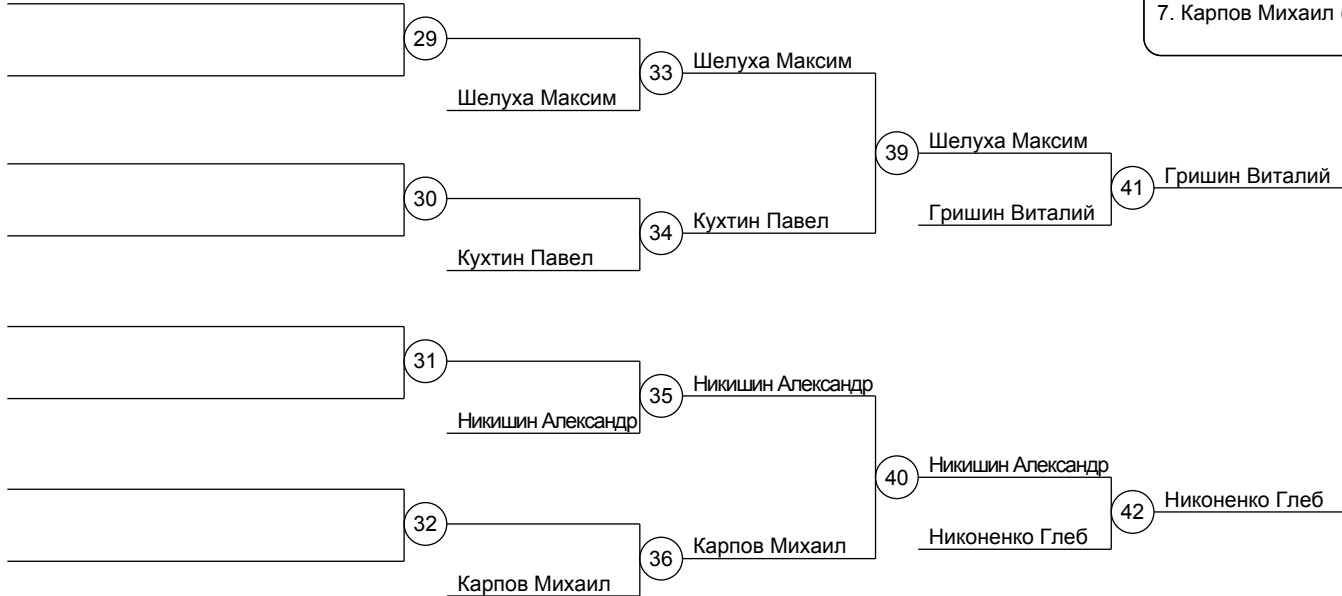 7. Карпов Михаил (
29
33
Шелуха Максим
Шелуха Максим
39
Шелуха Максим
41
Гришин Виталий
30
34
Кухтин Павел
Гришин Виталий
Кухтин Павел
31
35
Никишин Александр
Никишин Александр
40
Никишин Александр
42
Никоненко Глеб
32
36
Карпов Михаил
Никоненко Глеб
Карпов Михаил